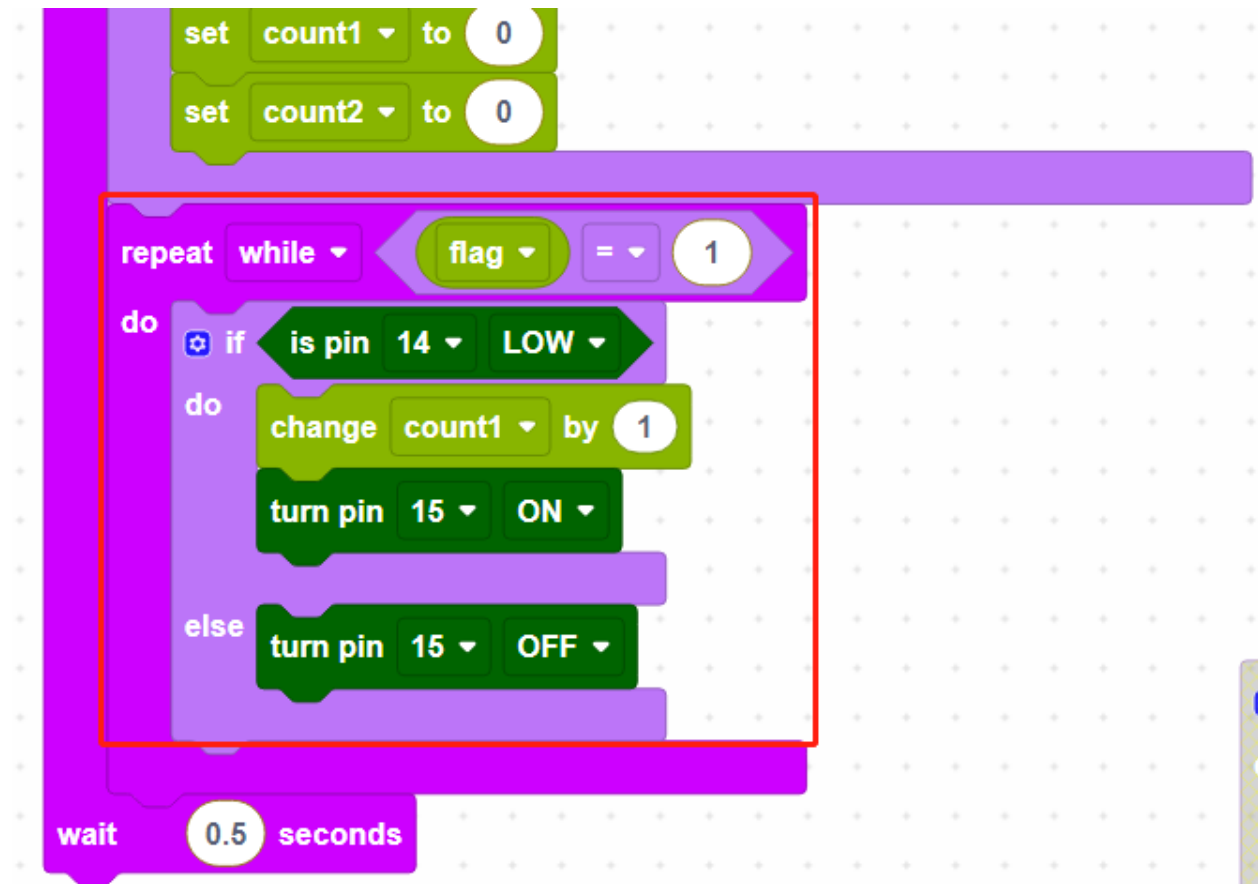 set count1 to 0
set count2 to 0
repeat while flag = 1
do if is pin 14 LOW
do change count1 by 1
turn pin 15 ON
else turn pin 15 OFF
wait 0.5 seconds